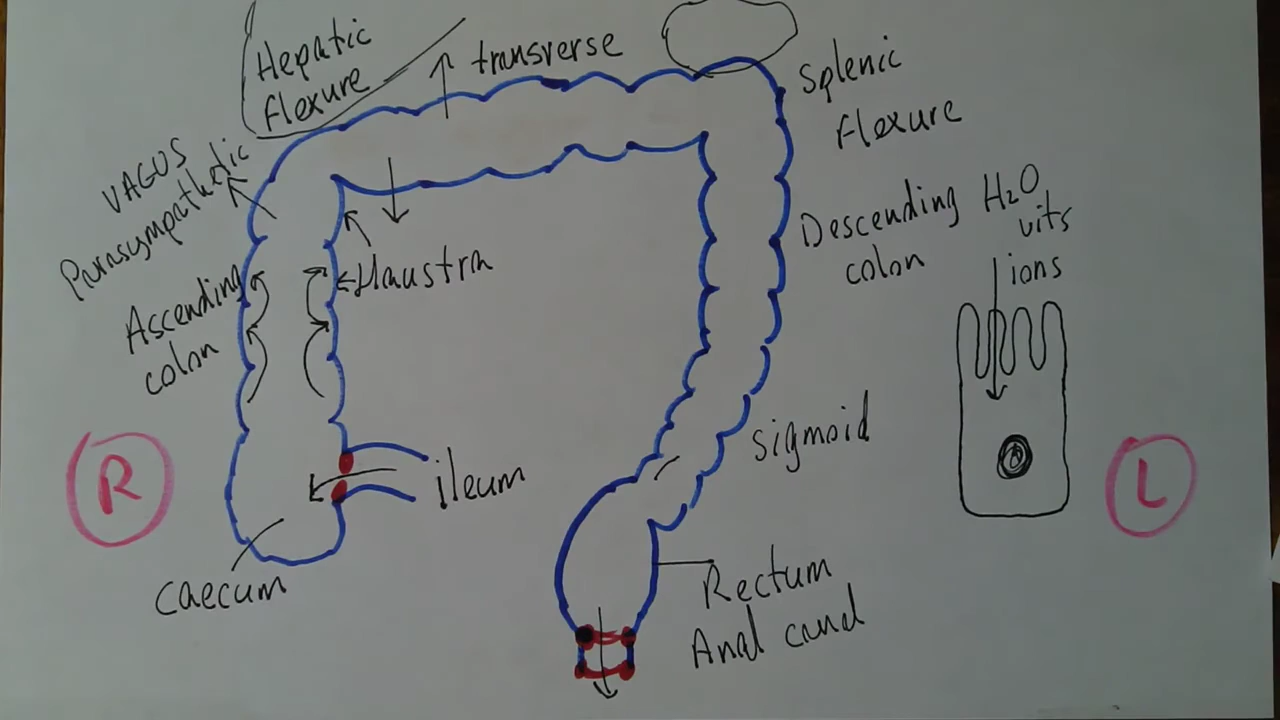 Hepatic
flexure
transverse
Splenic
flexure
VAGUS
Parasympathetic
Ascending
colon
Haustra
Descending
colon
H₂O
vits
ions
R
ileum
sigmoid
L
caecum
Rectum
Anal canal